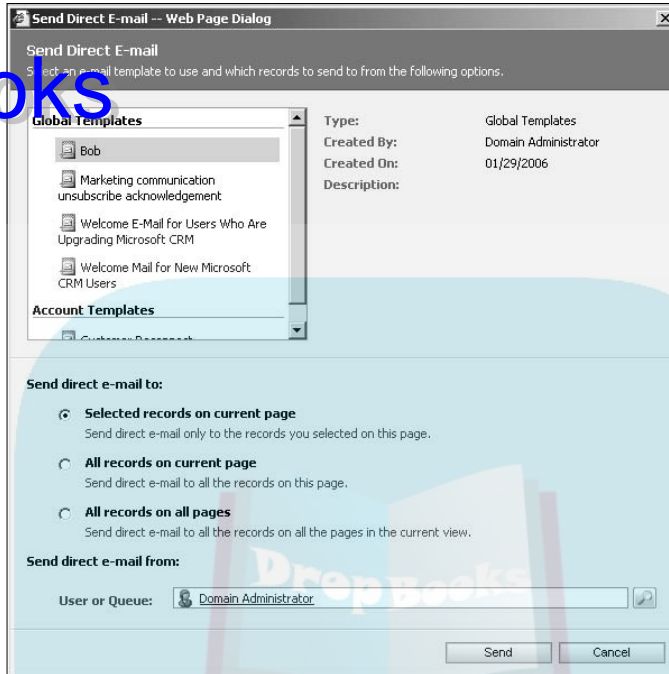 Send Direct E-mail -- Web Page Dialog
Send Direct E-mail
Select an e-mail template to use and which records to send to from the following options.
oks
Global Templates
Bob
Marketing communication
unsubscribe acknowledgement
Welcome E-Mail for Users Who Are
Upgrading Microsoft CRM
Welcome Mail for New Microsoft
CRM Users
Account Templates
Type: Global Templates
Created By: Domain Administrator
Created On: 01/29/2006
Description:
Send direct e-mail to:
Selected records on current page
Send direct e-mail only to the records you selected on this page.
All records on current page
Send direct e-mail to all the records on this page.
All records on all pages
Send direct e-mail to all the records on all the pages in the current view.
Send direct e-mail from:
DropBooks
User or Queue: Domain Administrator
Send Cancel